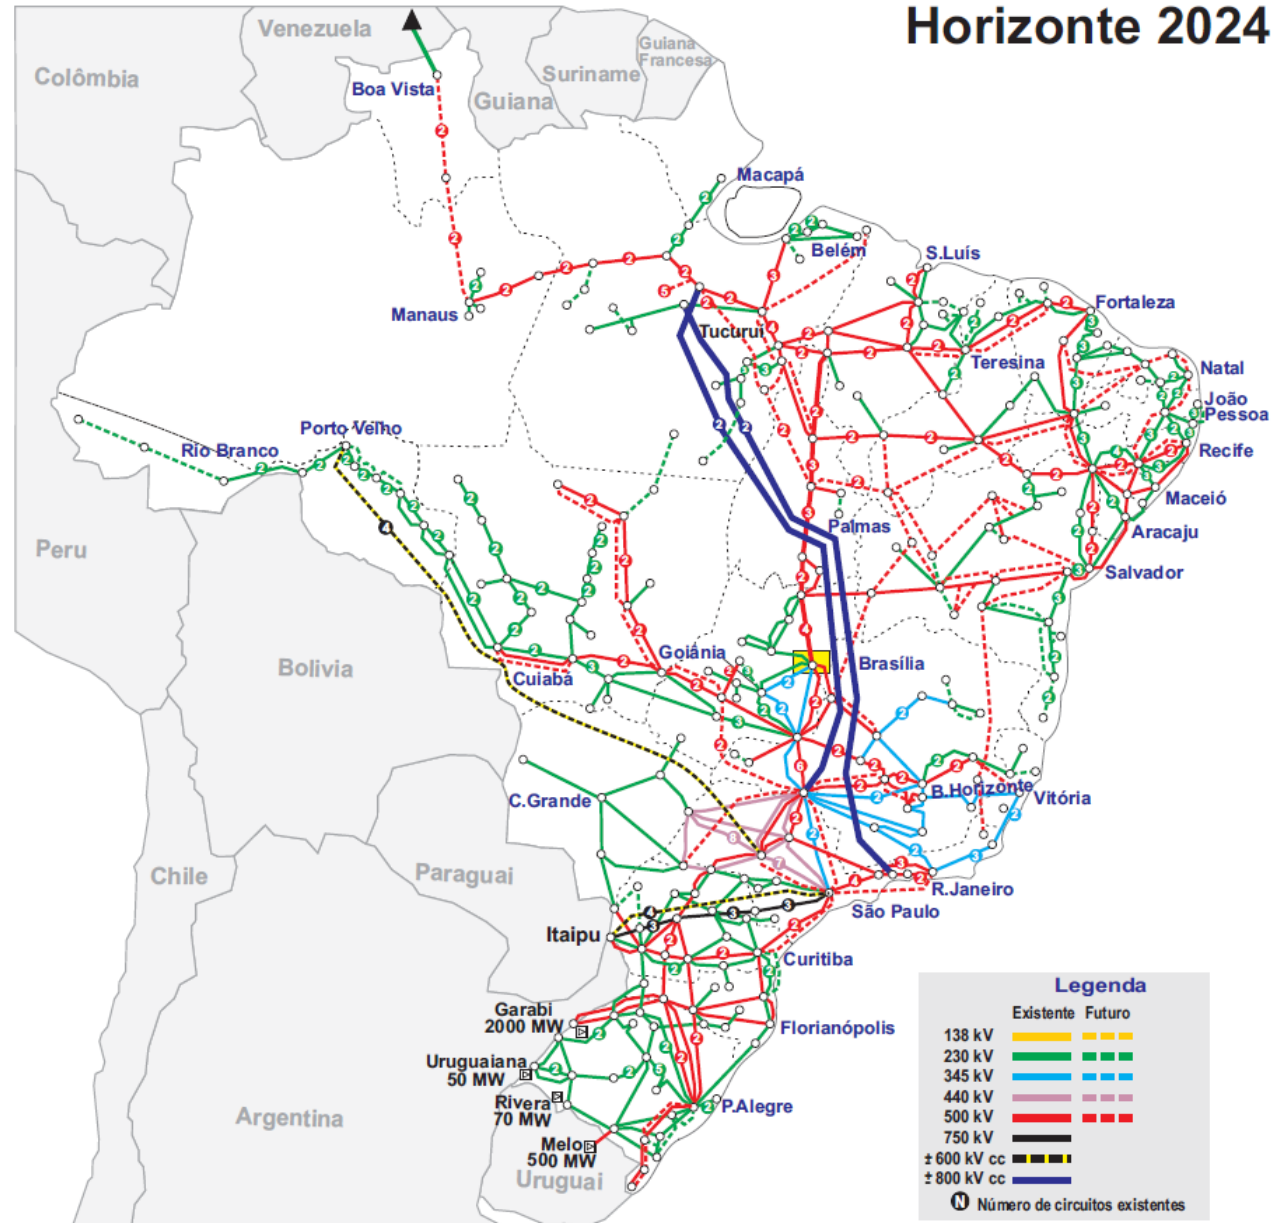 Horizonte 2024
Venezuela
Guiana
Francesa
Colômbia
Suriname
Boa Vista
Guiana
Macapá
Belém
S.Luís
Manaus
Fortaleza
Tucuruí
Teresina
Natal
João
Pessoa
Porto Velho
Rio Branco
Recife
Maceió
Palmas
Aracaju
Peru
Salvador
Goiânia
Brasília
Bolivia
Cuiabá
C.Grande
B.Horizonte
Vitória
Chile
Paraguai
R.Janeiro
São Paulo
Itaipu
Curitiba
Garabi
2000 MW
Florianópolis
Uruguaiana
50 MW
Rivera
70 MW
P.Alegre
Argentina
Melo
500 MW
Uruguai
Legenda
Existente Futuro
138 kV
230 kV
345 kV
440 kV
500 kV
750 kV
± 600 kV cc
± 800 kV cc
N Número de circuitos existentes